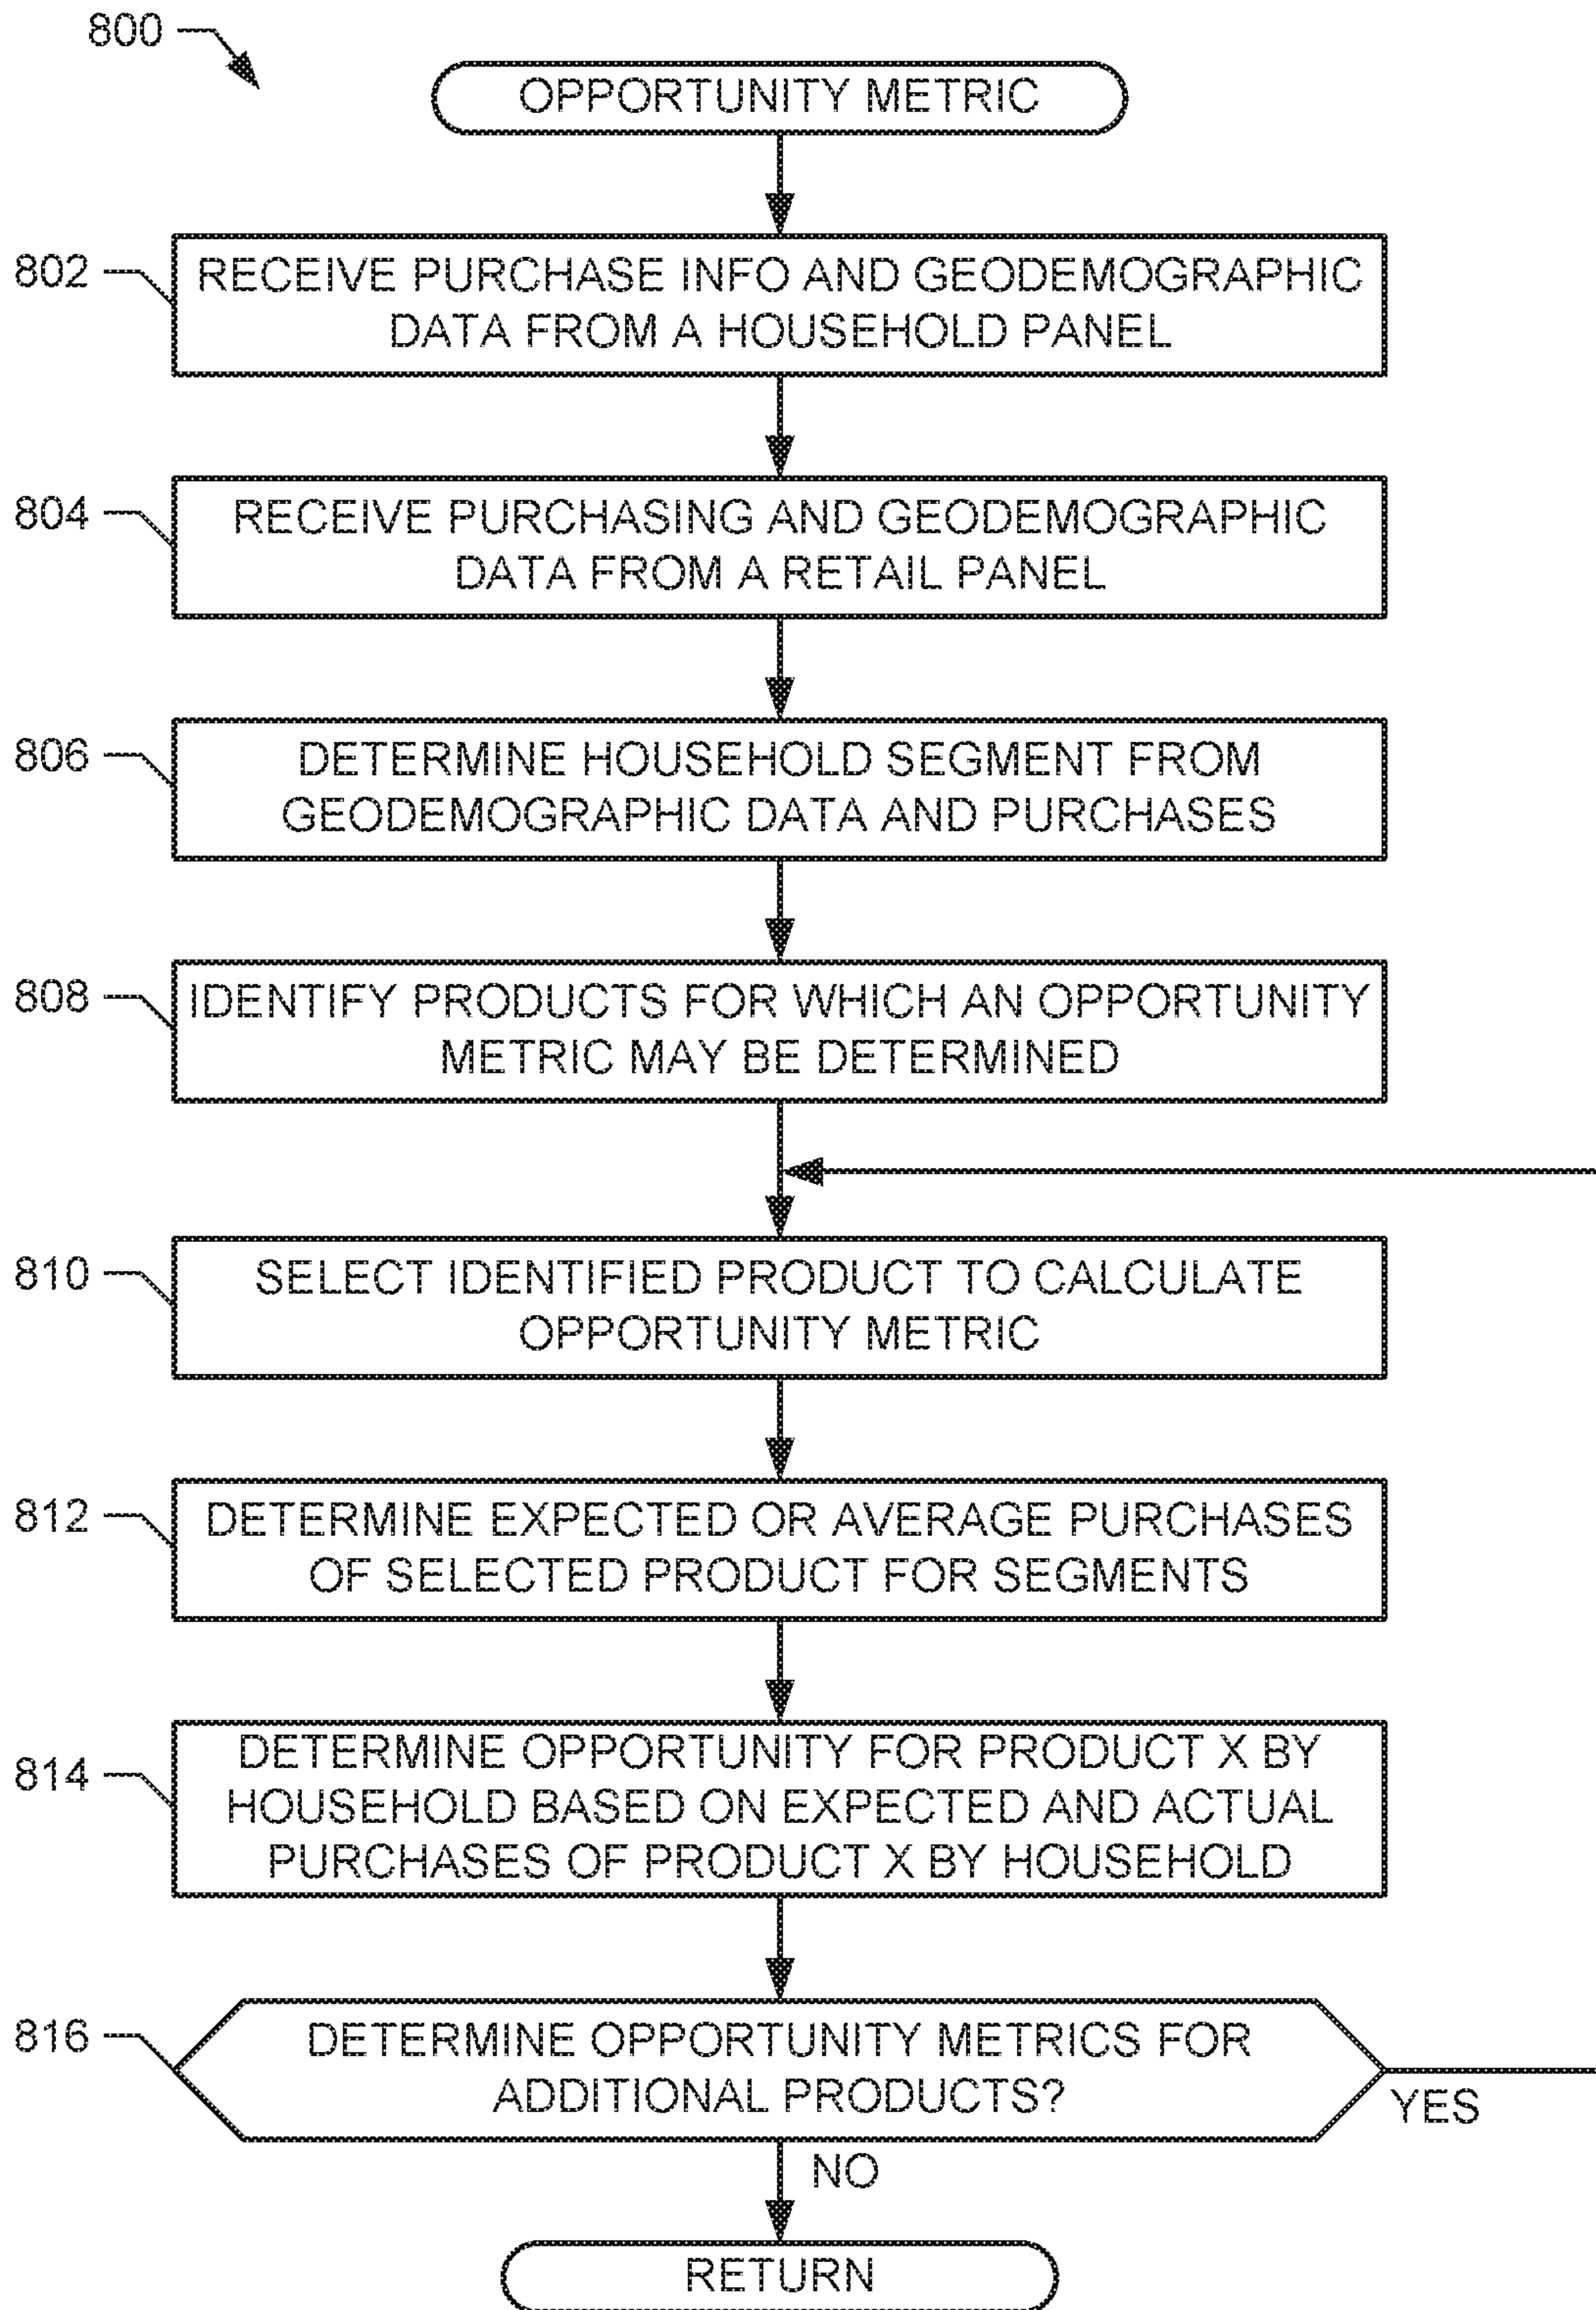 800
OPPORTUNITY METRIC
802
RECEIVE PURCHASE INFO AND GEODEMOGRAPHIC
DATA FROM A HOUSEHOLD PANEL
804
RECEIVE PURCHASING AND GEODEMOGRAPHIC
DATA FROM A RETAIL PANEL
806
DETERMINE HOUSEHOLD SEGMENT FROM
GEODEMOGRAPHIC DATA AND PURCHASES
808
IDENTIFY PRODUCTS FOR WHICH AN OPPORTUNITY
METRIC MAY BE DETERMINED
810
SELECT IDENTIFIED PRODUCT TO CALCULATE
OPPORTUNITY METRIC
812
DETERMINE EXPECTED OR AVERAGE PURCHASES
OF SELECTED PRODUCT FOR SEGMENTS
814
DETERMINE OPPORTUNITY FOR PRODUCT X BY
HOUSEHOLD BASED ON EXPECTED AND ACTUAL
PURCHASES OF PRODUCT X BY HOUSEHOLD
816
DETERMINE OPPORTUNITY METRICS FOR
ADDITIONAL PRODUCTS?
YES
NO
RETURN